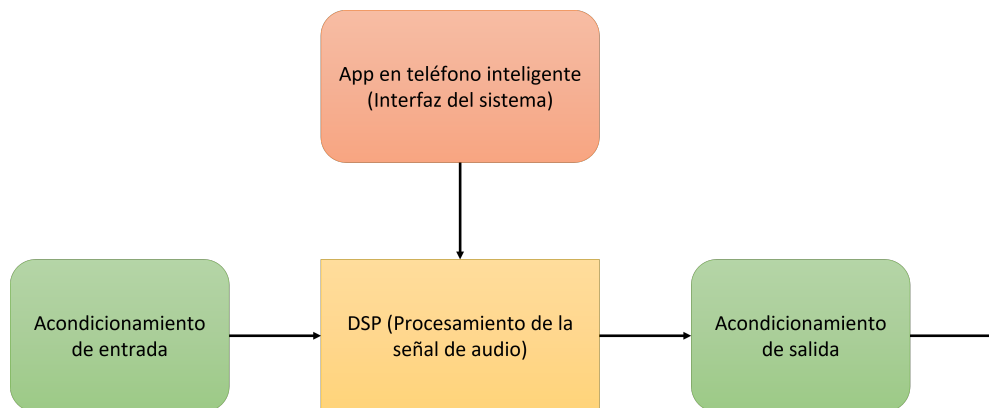 App en teléfono inteligente
(Interfaz del sistema)
Acondicionamiento
de entrada
DSP (Procesamiento de la
señal de audio)
Acondicionamiento
de salida